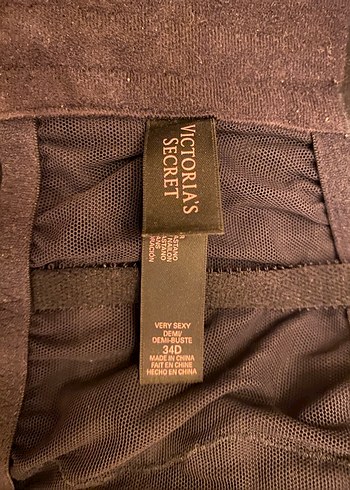 VICTORIA'S
SECRET
VERY SEXY
DEMI/
DEMI-BUSTE
34D
MADE IN CHINA
FAIT EN CHINE
HECHO EN CHINA